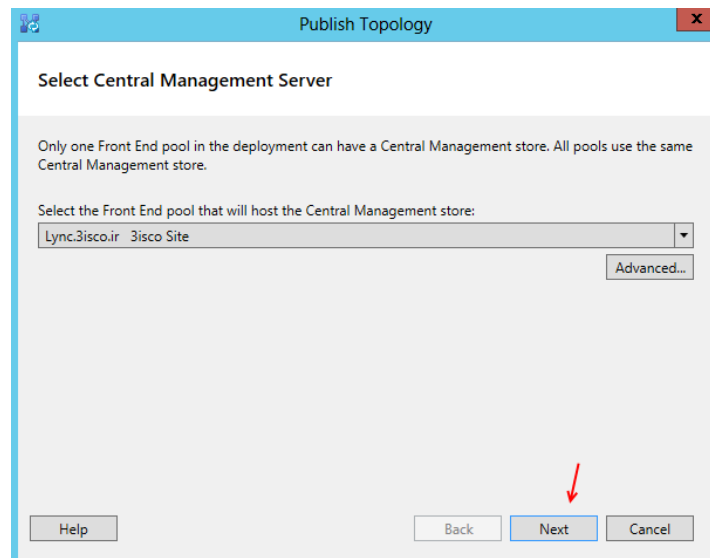 Publish Topology
x
Select Central Management Server
Only one Front End pool in the deployment can have a Central Management store. All pools use the same
Central Management store.
Select the Front End pool that will host the Central Management store:
Lync.3isco.ir   3isco Site
Advanced...
Help
Back
Next
Cancel